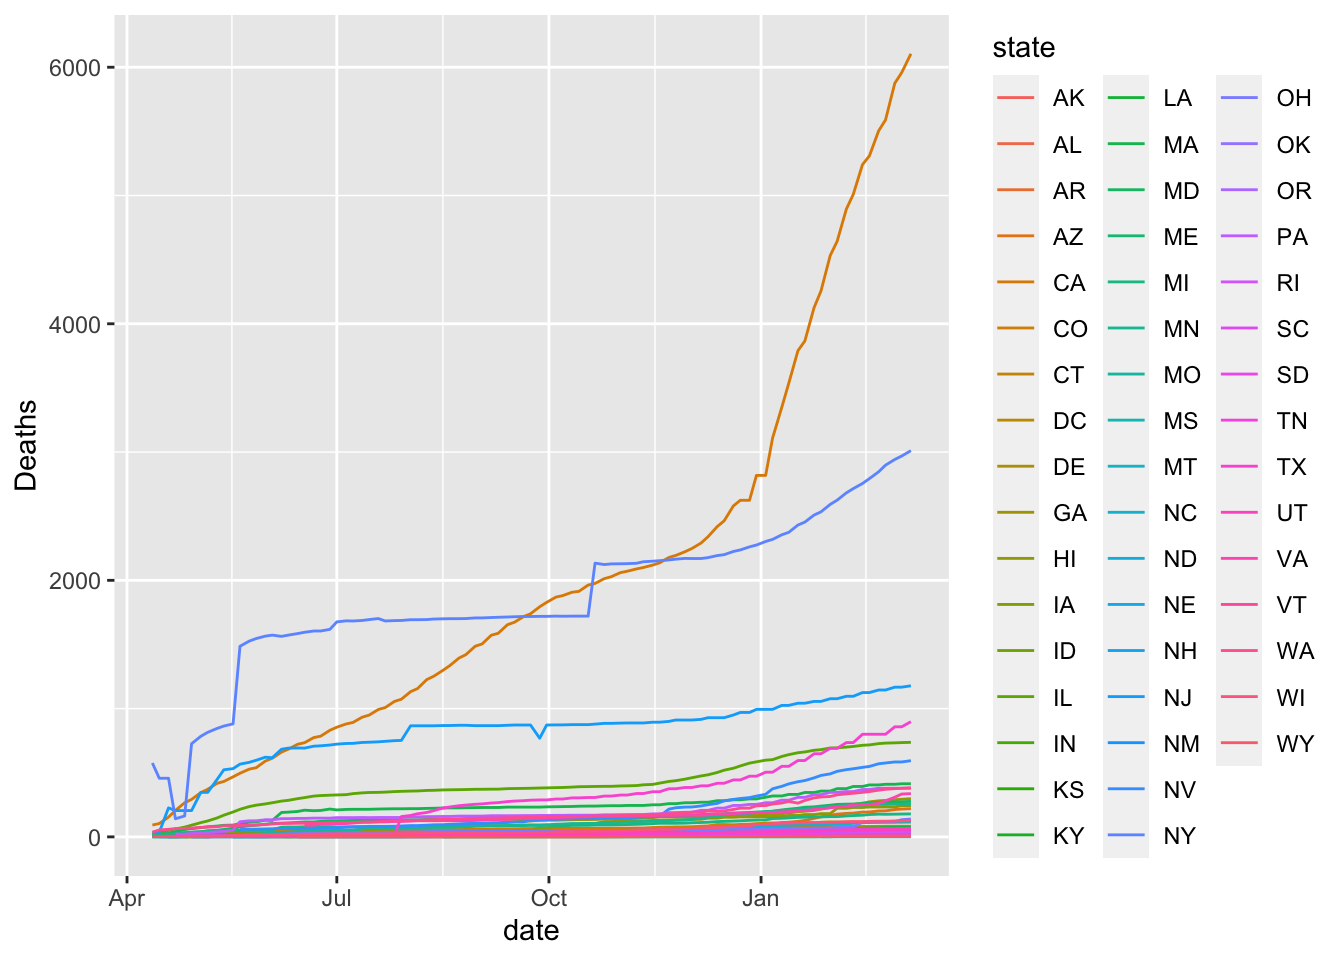 Deaths
6000
4000
2000
0
Apr
Jul
Oct
Jan
date
state
AK
AL
AR
AZ
CA
CO
CT
DC
DE
GA
HI
IA
ID
IL
IN
KS
KY
LA
MA
MD
ME
MI
MN
MO
MS
MT
NC
ND
NE
NH
NJ
NM
NV
NY
OH
OK
OR
PA
RI
SC
SD
TN
TX
UT
VA
VT
WA
WI
WY